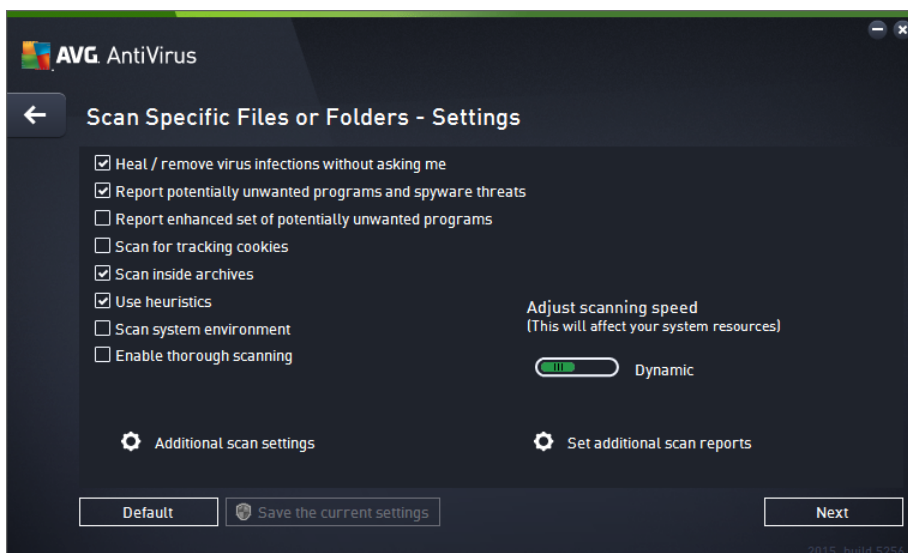 AVG. AntiVirus
Scan Specific Files or Folders - Settings
Heal / remove virus infections without asking me
Report potentially unwanted programs and spyware threats
Report enhanced set of potentially unwanted programs
Scan for tracking cookies
Scan inside archives
Use heuristics
Scan system environment
Enable thorough scanning
Adjust scanning speed
(This will affect your system resources)
Dynamic
Additional scan settings
Set additional scan reports
Default
Save the current settings
Next
2015, build 5256